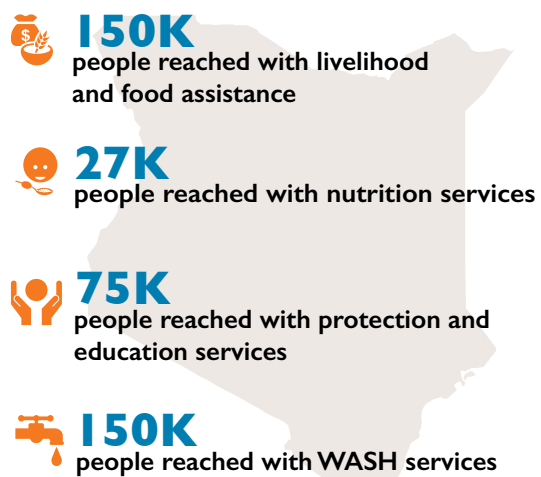 $
150K
people reached with livelihood
and food assistance
27K
people reached with nutrition services
75K
people reached with protection and
education services
150K
people reached with WASH services